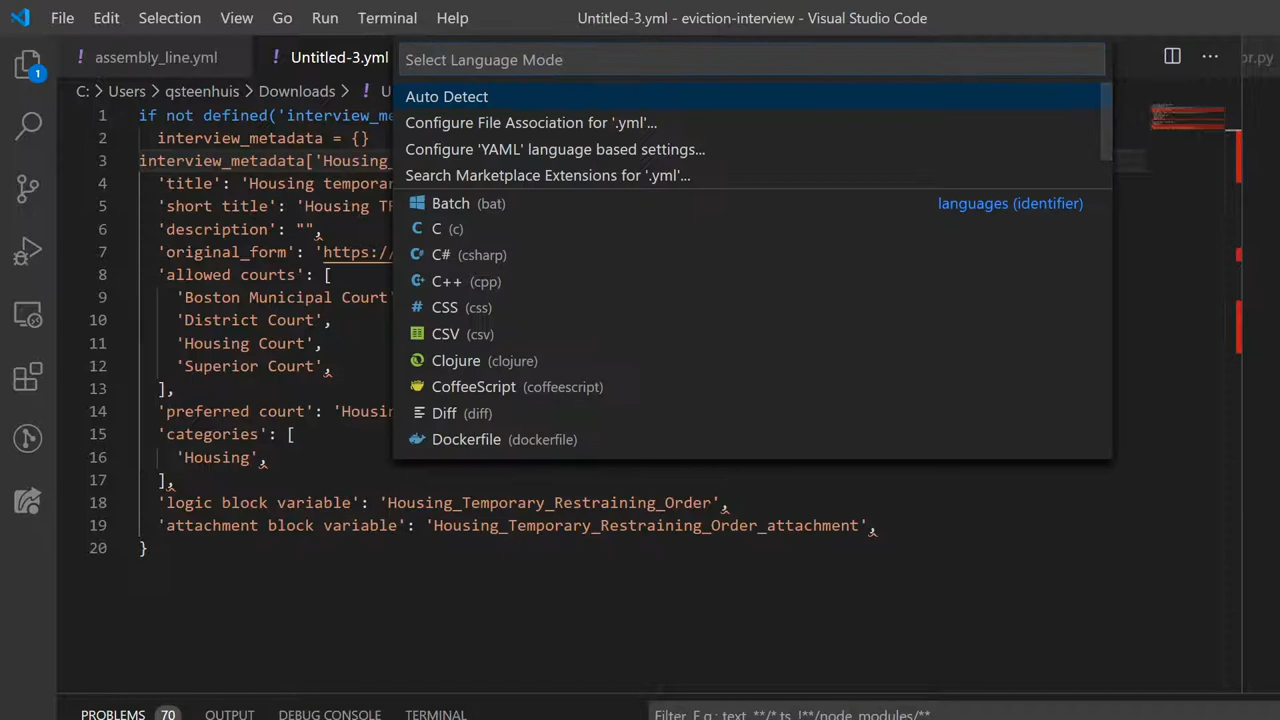 File Edit Selection View Go Run Terminal Help Untitled-3.yml - eviction-interview - Visual Studio Code
! assembly_line.yml ! Untitled-3.yml
C: > Users > qsteenhuis > Downloads > ! U
Select Language Mode
Auto Detect
Configure File Association for '.yml'...
Configure 'YAML' language based settings...
Search Marketplace Extensions for '.yml'...
Batch (bat) languages (identifier)
C (c)
C# (csharp)
C++ (cpp)
CSS (css)
CSV (csv)
Clojure (clojure)
CoffeeScript (coffeescript)
Diff (diff)
Dockerfile (dockerfile)
1
1 if not defined('interview_me
2 interview_metadata = {}
3 interview_metadata['Housing_
4 'title': 'Housing temporar
5 'short title': 'Housing TR
6 'description': "",
7 'original_form': 'https:/
8 'allowed courts': [
9 'Boston Municipal Court'
10 'District Court',
11 'Housing Court',
12 'Superior Court',
13 ],
14 'preferred court': 'Housin
15 'categories': [
16 'Housing',
17 ],
18 'logic block variable': 'Housing_Temporary_Restraining_Order',
19 'attachment block variable': 'Housing_Temporary_Restraining_Order_attachment',
20 }
PROBLEMS 70 OUTPUT DEBUG CONSOLE TERMINAL